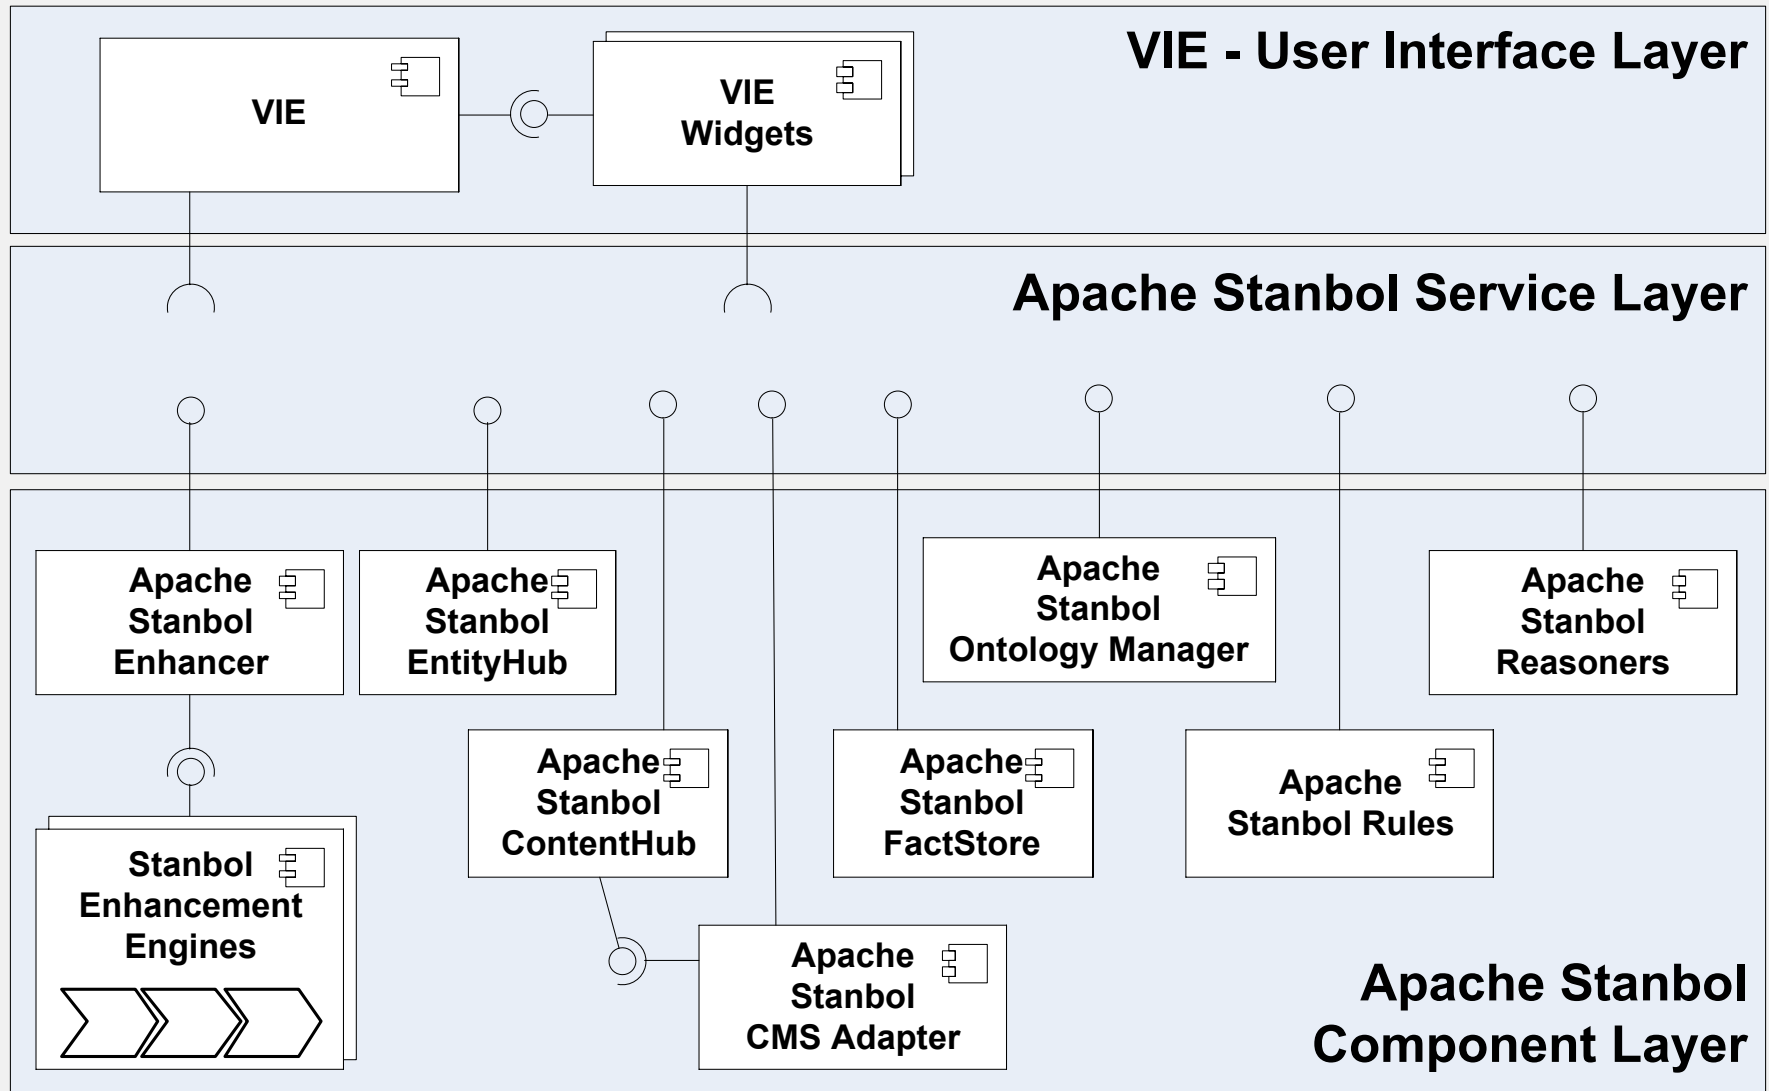 VIE - User Interface Layer
VIE
VIE
Widgets
Apache Stanbol Service Layer
Apache
Stanbol
Enhancer
Apache
Stanbol
EntityHub
Apache
Stanbol
Ontology Manager
Apache
Stanbol
Reasoners
Apache
Stanbol
ContentHub
Apache
Stanbol
FactStore
Apache
Stanbol Rules
Stanbol
Enhancement
Engines
Apache
Stanbol
CMS Adapter
Apache Stanbol
Component Layer